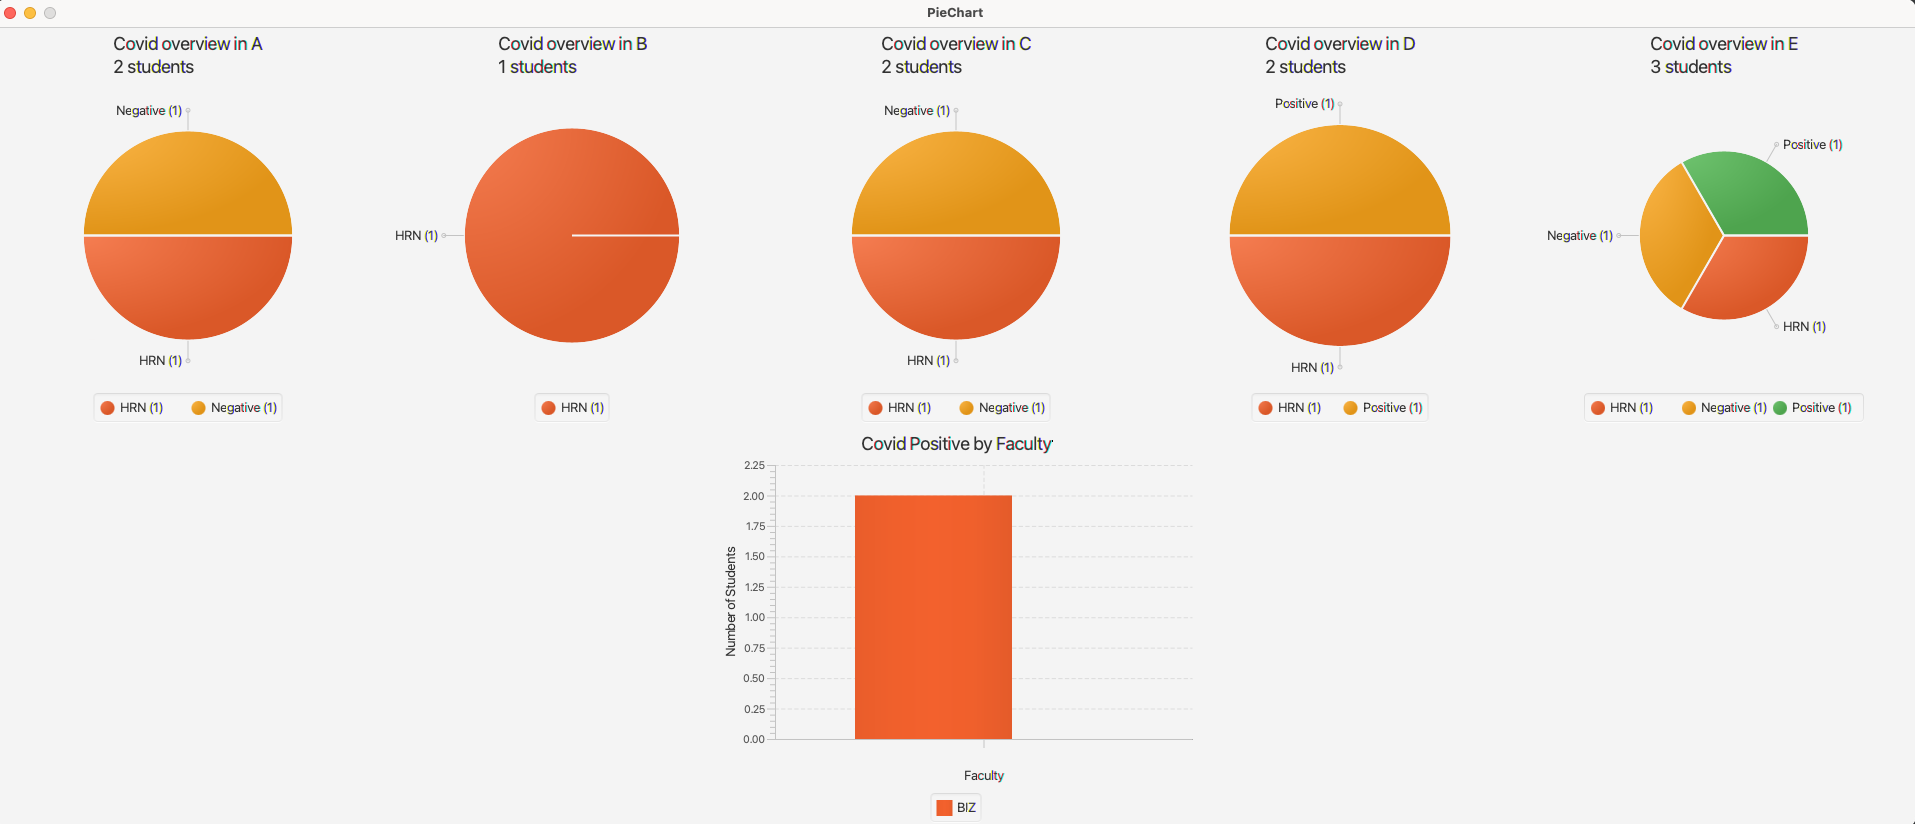 PieChart
Covid overview in A
2 students
Negative (1)
HRN (1)
HRN (1) Negative (1)
Covid overview in B
1 students
HRN (1)
HRN (1)
Covid overview in C
2 students
Negative (1)
HRN (1)
HRN (1) Negative (1)
Covid overview in D
2 students
Positive (1)
HRN (1)
HRN (1) Positive (1)
Covid overview in E
3 students
Positive (1)
Negative (1)
HRN (1)
HRN (1) Negative (1) Positive (1)
Covid Positive by Faculty
Number of Students
2.25
2.00
1.75
1.50
1.25
1.00
0.75
0.50
0.25
0.00
Faculty
BIZ